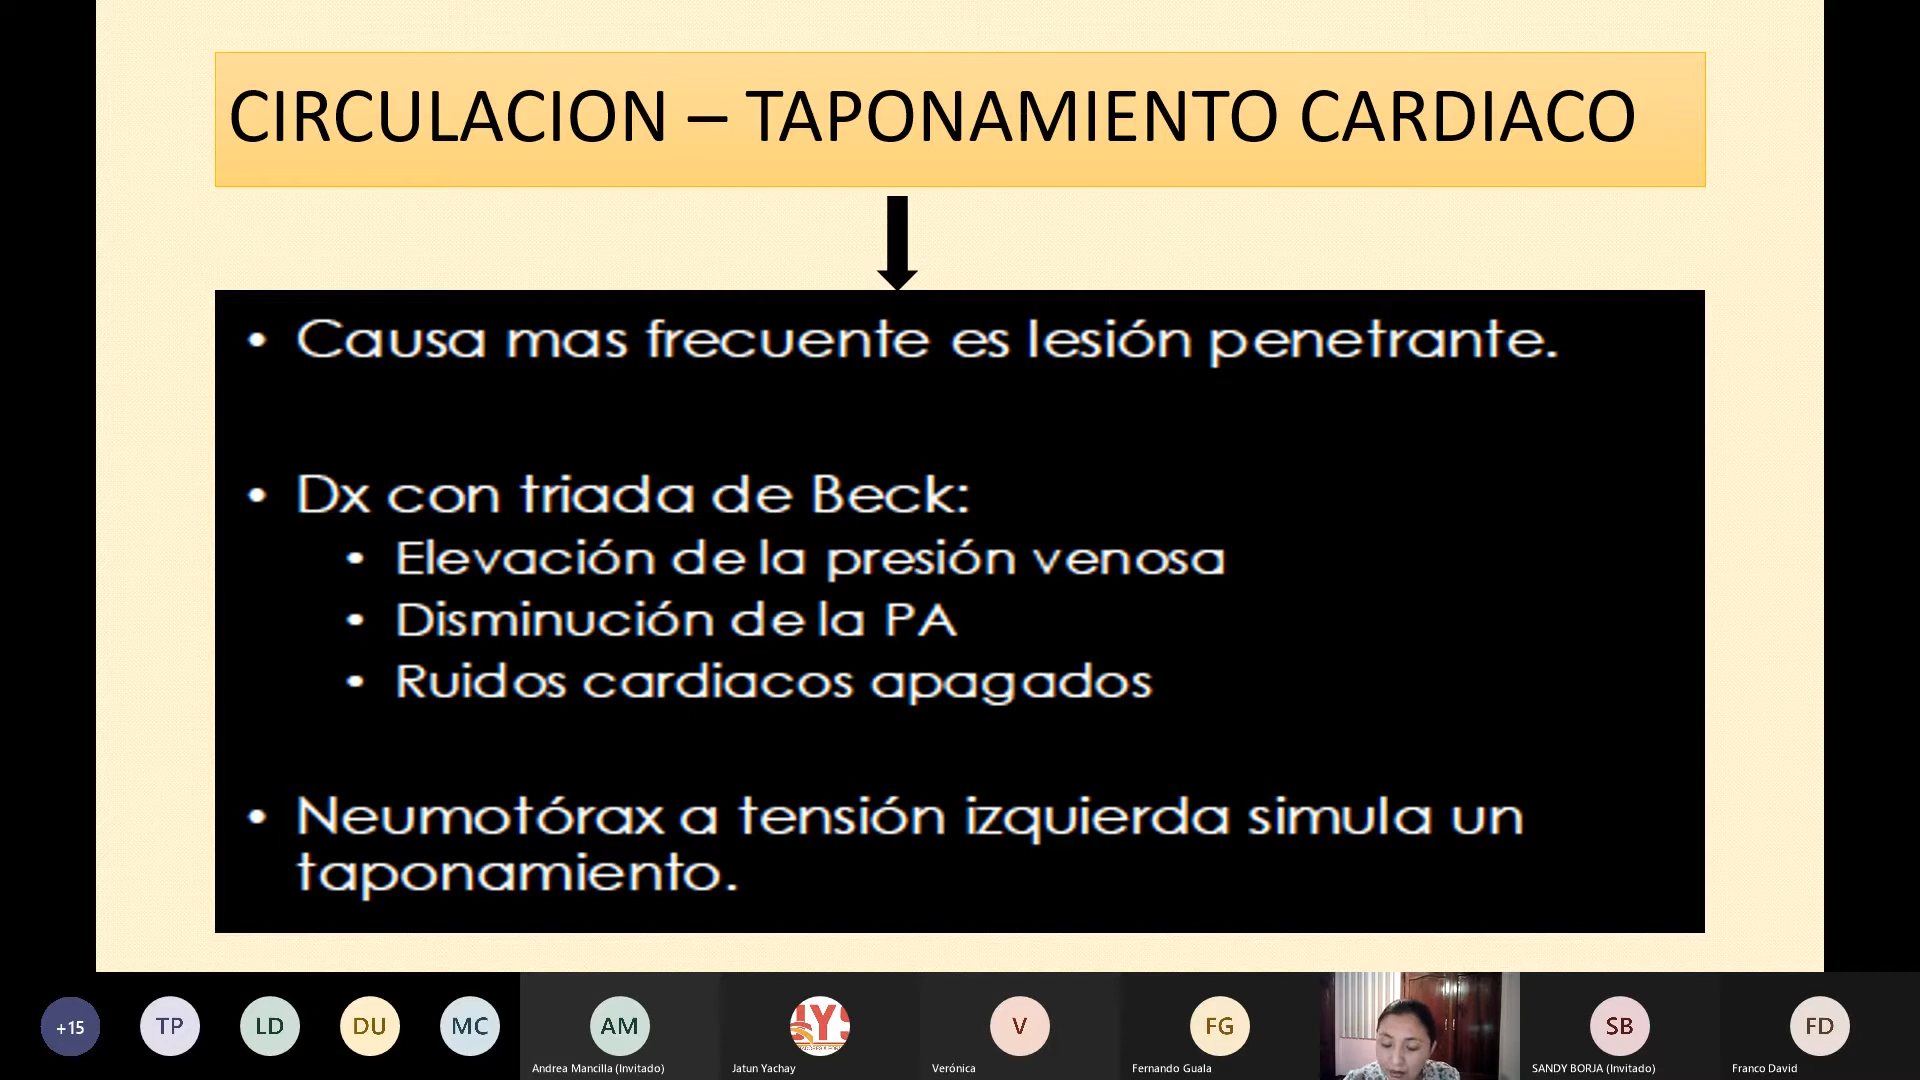 CIRCULACION – TAPONAMIENTO CARDIACO
• Causa mas frecuente es lesión penetrante.
• Dx con triada de Beck:
• Elevación de la presión venosa
• Disminución de la PA
• Ruidos cardiacos apagados
• Neumotórax a tensión izquierda simula un
taponamiento.
+15
TP
LD
DU
MC
AM
V
FG
SB
FD
Andrea Mancilla (Invitado)
Jatun Yachay
Verónica
Fernando Guala
SANDY BORJA (Invitado)
Franco David